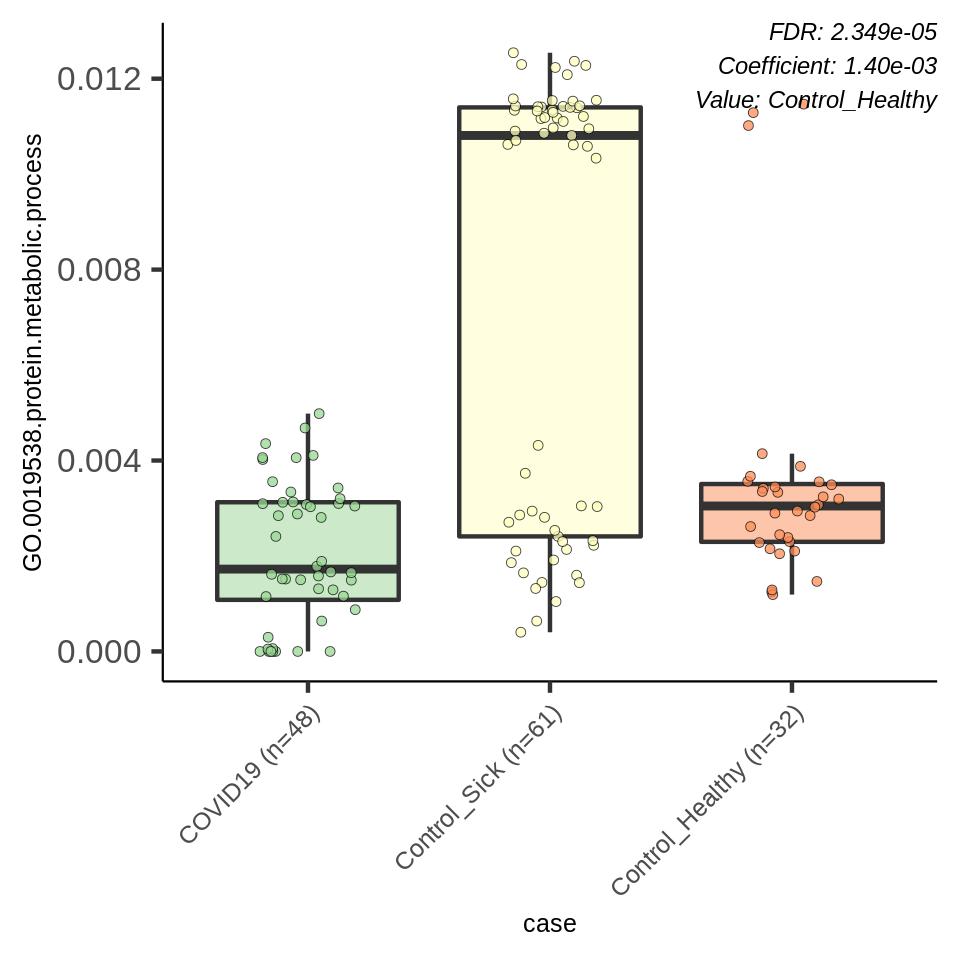 FDR: 2.349e-05
Coefficient: 1.40e-03
Value: Control_Healthy
GO.0019538.protein.metabolic.process
0.012
0.008
0.004
0.000
COVID19 (n=48)
Control_Sick (n=61)
Control_Healthy (n=32)
case